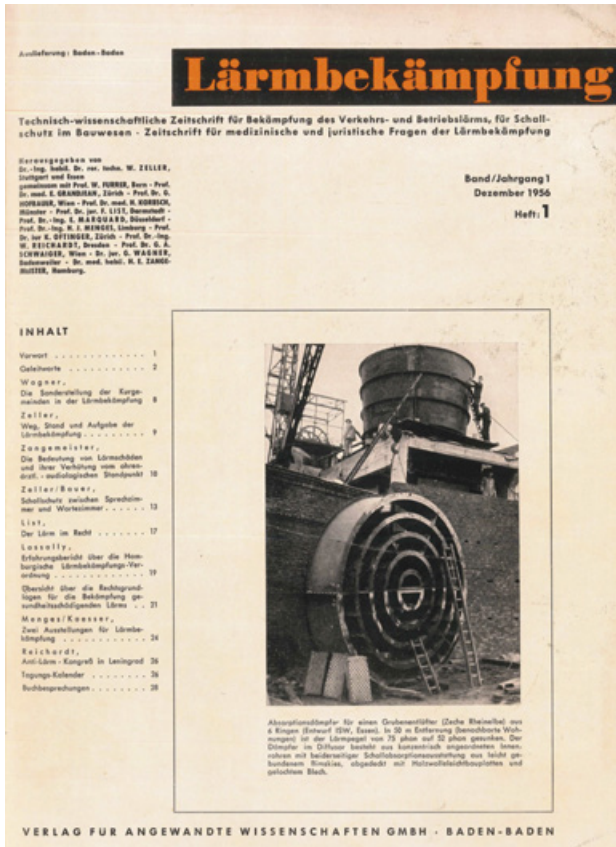 Auslieferung: Baden-Baden
Lärmbekämpfung
Technisch-wissenschaftliche Zeitschrift für Bekämpfung des Verkehrs- und Betriebslärms, für Schall-
schutz im Bauwesen - Zeitschrift für medizinische und juristische Fragen der Lärmbekämpfung
Herausgegeben von
Dr.-Ing. habil. Dr. rer. techn. W. ZELLER,
Stuttgart und Essen
gemeinsam mit Prof. W. FURRER, Bern - Prof.
Dr. med. E. GRANDJEAN, Zürich - Prof. Dr. G.
HOFBAUER, Wien - Prof. Dr. med. H. KORBSCH,
Münster - Prof. Dr. jur. F. LIST, Darmstadt -
Prof. Dr.-Ing. E. MARQUARD, Düsseldorf -
Prof. Dr.-Ing. H. J. MENGES, Limburg - Prof.
Dr. iur K. OFTINGER, Zürich - Prof. Dr.-Ing.
W. REICHARDT, Dresden - Prof. Dr. G. A.
SCHWAIGER, Wien - Dr. jur. G. WAGNER,
Badenweiler - Dr. med. habil. H. E. ZANGE-
MEISTER, Hamburg.
Band/Jahrgang 1
Dezember 1956
Heft: 1
INHALT
Vorwort . . . . . . . . . . . . . 1
Geleitworte . . . . . . . . . . . . 2
Wagner,
Die Sonderstellung der Kurge-
meinden in der Lärmbekämpfung 8
Zeller,
Weg, Stand und Aufgabe der
Lärmbekämpfung . . . . . . . . . 9
Zangemeister,
Die Bedeutung von Lärmschäden
und ihrer Verhütung vom ohren-
ärztl. - audiologischen Standpunkt 10
Zeller/Bauer,
Schallschutz zwischen Sprechzim-
mer und Wartezimmer . . . . . . 13
List,
Der Lärm im Recht . . . . . . . 17
Lassally,
Erfahrungsbericht über die Ham-
burgische Lärmbekämpfungs-Ver-
ordnung . . . . . . . . . . . . . 19
Übersicht über die Rechtsgrund-
lagen für die Bekämpfung ge-
sundheitsschädigenden Lärms . . 21
Menges/Kaesser,
Zwei Ausstellungen für Lärmbe-
kämpfung . . . . . . . . . . . . 24
Reichardt,
Anti-Lärm - Kongreß in Leningrad 26
Tagungs-Kalender . . . . . . . . . 26
Buchbesprechungen . . . . . . . . 28
Absorptionsdämpfer für einen Grubenentlüfter (Zeche Rheinelbe) aus
6 Ringen (Entwurf ISW, Essen). In 50 m Entfernung (benachbarte Woh-
nungen) ist der Lärmpegel von 75 phon auf 52 phon gesunken. Der
Dämpfer im Diffusor besteht aus konzentrisch angeordneten Innen-
rohren mit beiderseitiger Schallabsorptionsausstattung aus leicht ge-
bundenem Bimskies, abgedeckt mit Holzwolleleichtbauplatten und
gelochtem Blech.
VERLAG FÜR ANGEWANDTE WISSENSCHAFTEN GMBH · BADEN-BADEN